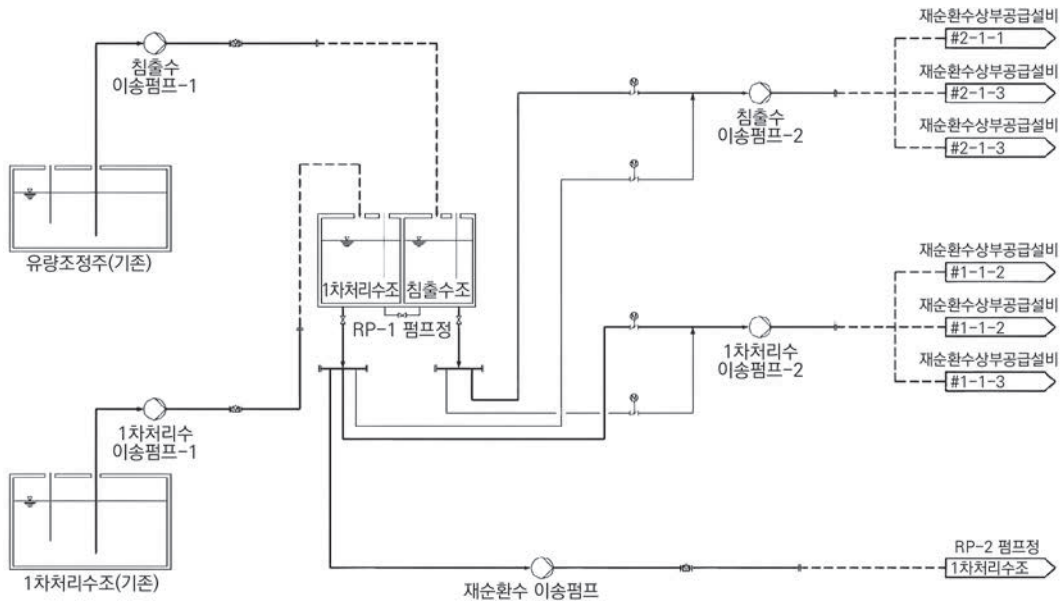 침출수
이송펌프-1
유량조정주(기존)
1차처리수
이송펌프-1
1차처리수조(기존)
1차처리수조
침출수조
RP-1 펌프정
침출수
이송펌프-2
재순환수상부공급설비
#2-1-1
재순환수상부공급설비
#2-1-3
재순환수상부공급설비
#2-1-3
1차처리수
이송펌프-2
재순환수상부공급설비
#1-1-2
재순환수상부공급설비
#1-1-2
재순환수상부공급설비
#1-1-3
재순환수 이송펌프
RP-2 펌프정
1차처리수조